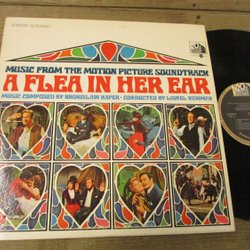 MUSIC FROM THE MOTION PICTURE SOUNDTRACK
A FLEA IN HER EAR
MUSIC COMPOSED BY BRONISLAW KAPER · CONDUCTED BY LIONEL NEWMAN